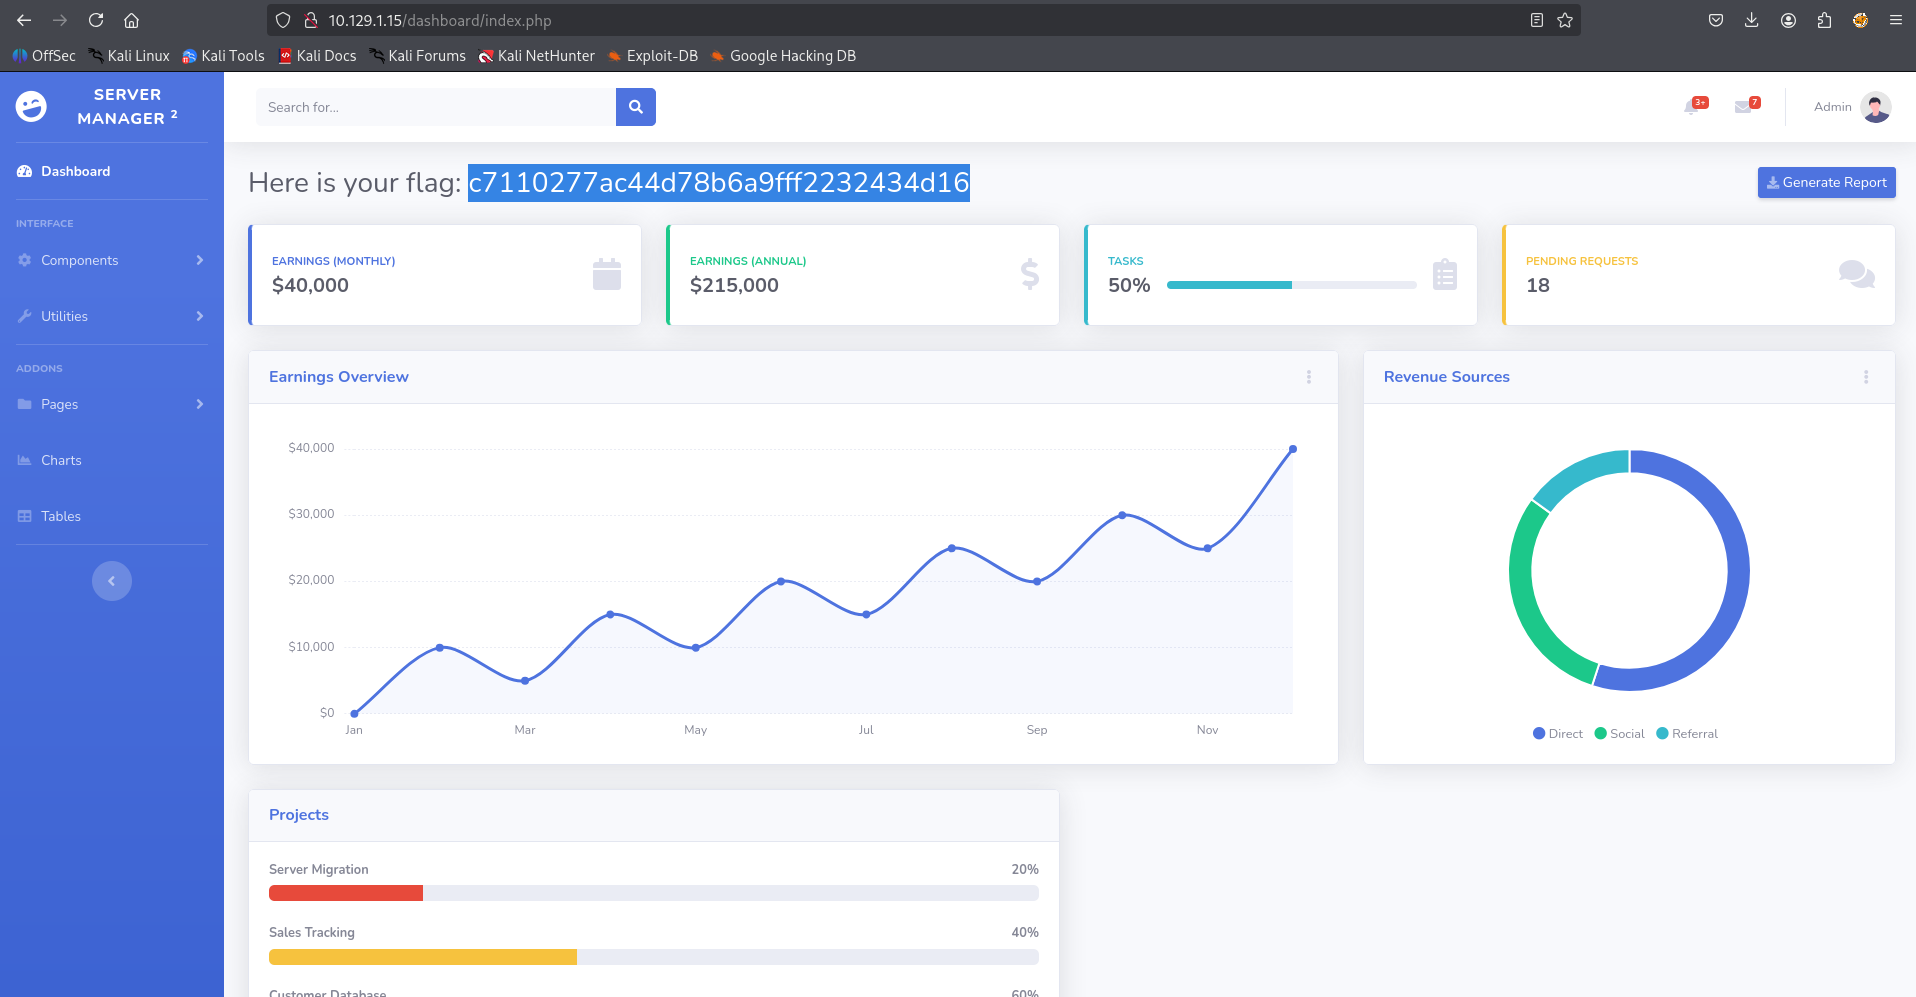 10.129.1.15/dashboard/index.php
OffSec Kali Linux Kali Tools Kali Docs Kali Forums Kali NetHunter Exploit-DB Google Hacking DB
SERVER
MANAGER 2
Search for...
3+
7
Admin
Dashboard
INTERFACE
Components
Utilities
ADDONS
Pages
Charts
Tables
Here is your flag: c7110277ac44d78b6a9fff2232434d16
Generate Report
EARNINGS (MONTHLY)
$40,000
EARNINGS (ANNUAL)
$215,000
TASKS
50%
PENDING REQUESTS
18
Earnings Overview
$40,000
$30,000
$20,000
$10,000
$0
Jan Mar May Jul Sep Nov
Revenue Sources
Direct Social Referral
Projects
Server Migration 20%
Sales Tracking 40%
Customer Database 60%